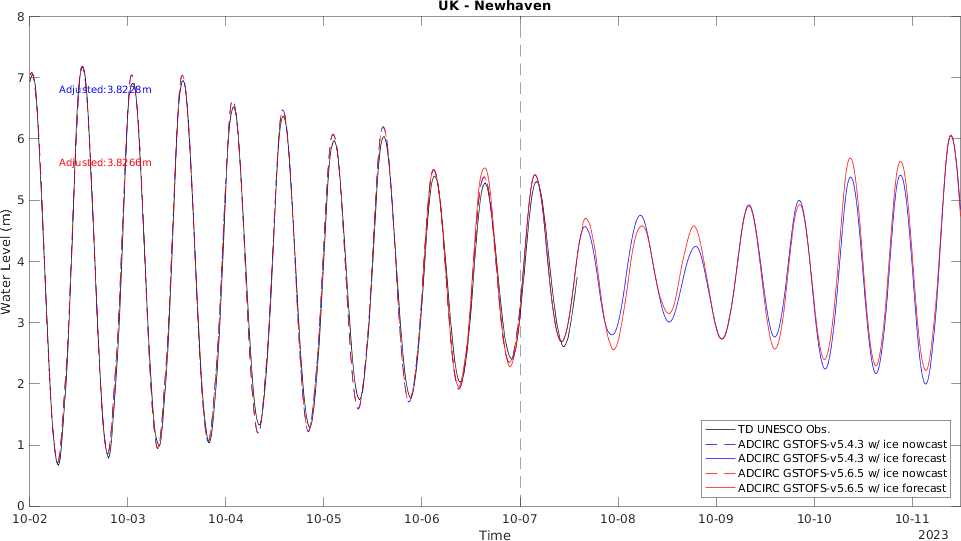 UK - Newhaven
8
7
6
5
4
3
2
1
0
Water Level (m)
Adjusted:3.8228m
Adjusted:3.8266m
TD UNESCO Obs.
ADCIRC GSTOFS-v5.4.3 w/ ice nowcast
ADCIRC GSTOFS-v5.4.3 w/ ice forecast
ADCIRC GSTOFS-v5.6.5 w/ ice nowcast
ADCIRC GSTOFS-v5.6.5 w/ ice forecast
10-02 10-03 10-04 10-05 10-06 10-07 10-08 10-09 10-10 10-11
Time
2023